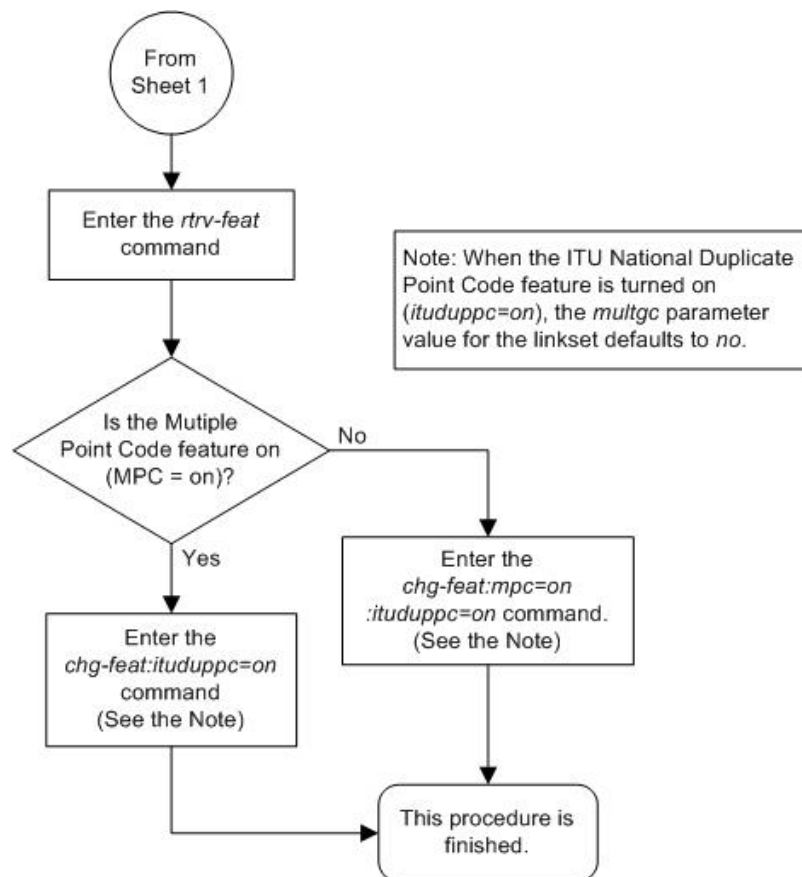 From
Sheet 1
Enter the rtrv-feat
command
Note: When the ITU National Duplicate
Point Code feature is turned on
(ituduppc=on), the multgc parameter
value for the linkset defaults to no.
Is the Mutiple
Point Code feature on
(MPC = on)?
No
Yes
Enter the
chg-feat:mpc=on
:ituduppc=on command.
(See the Note)
Enter the
chg-feat:ituduppc=on
command
(See the Note)
This procedure is
finished.